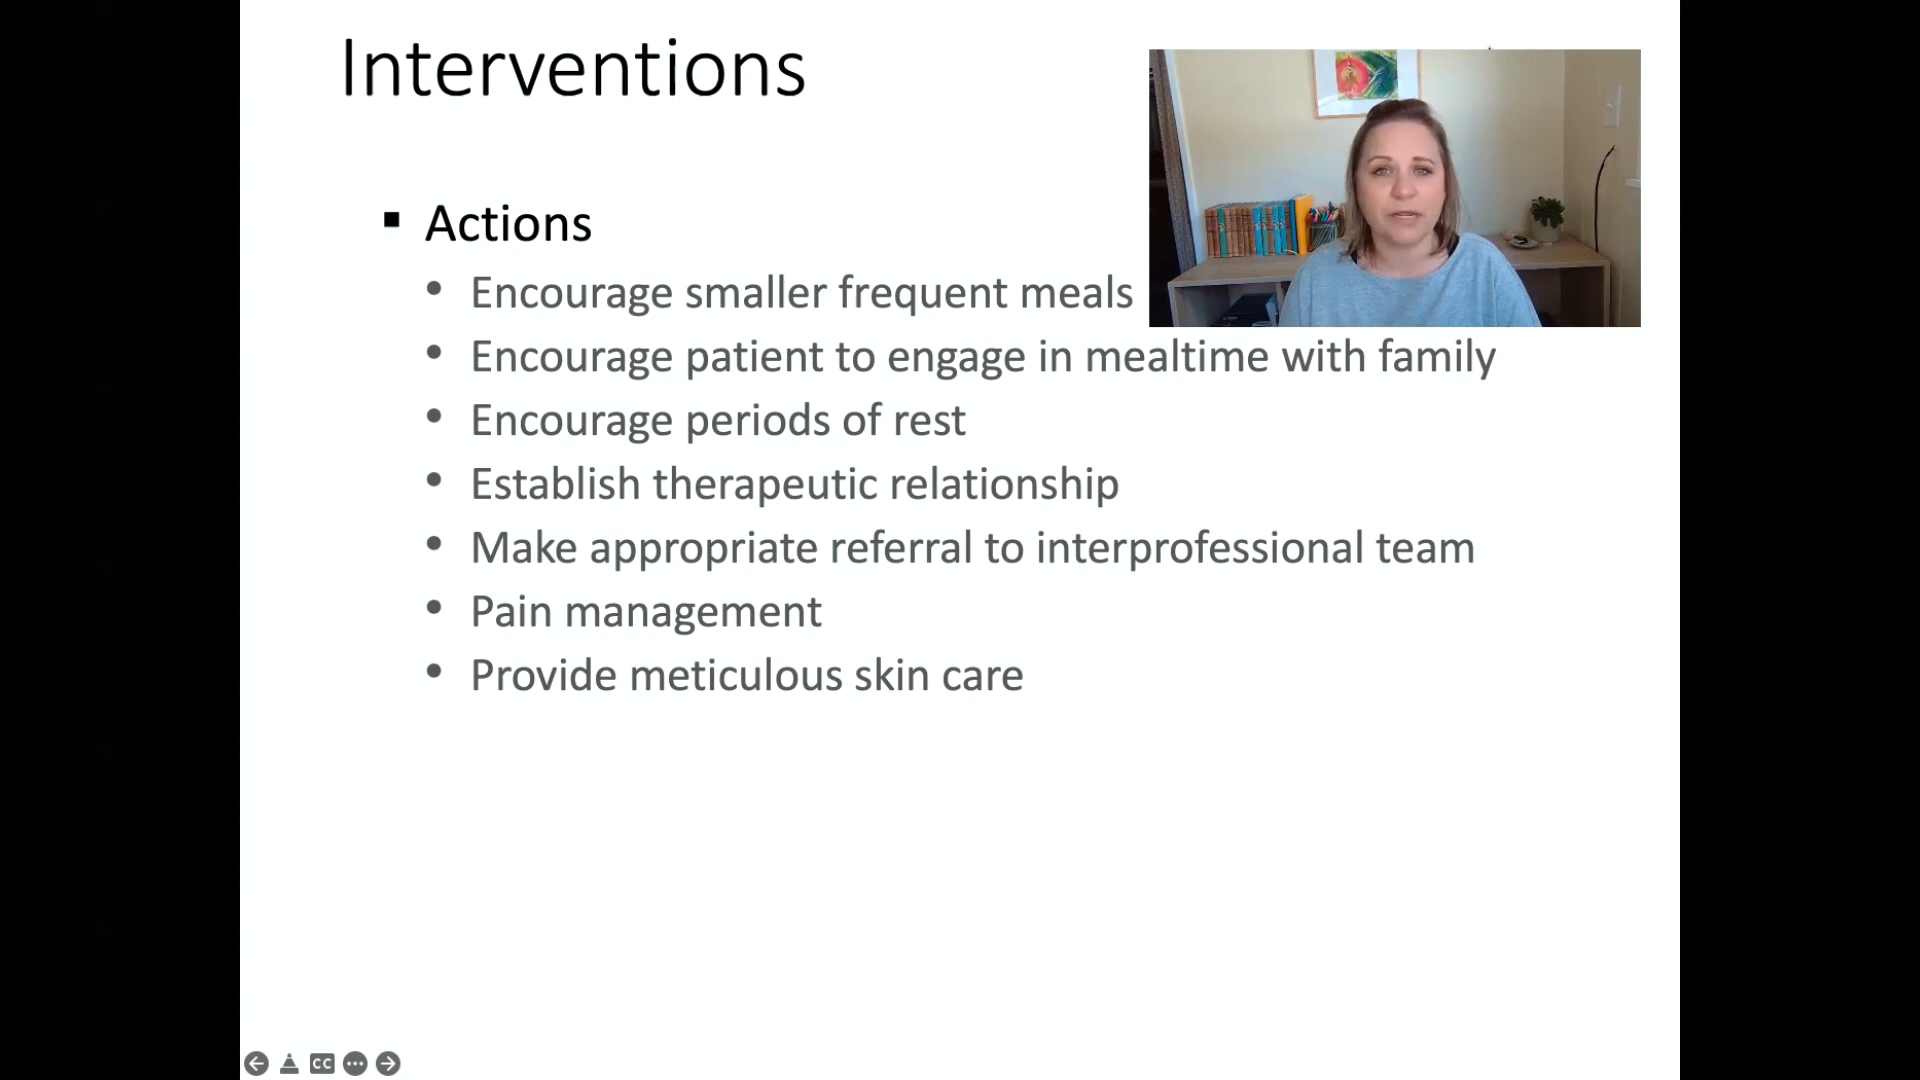 Interventions
Actions
Encourage smaller frequent meals
Encourage patient to engage in mealtime with family
Encourage periods of rest
Establish therapeutic relationship
Make appropriate referral to interprofessional team
Pain management
Provide meticulous skin care
CC